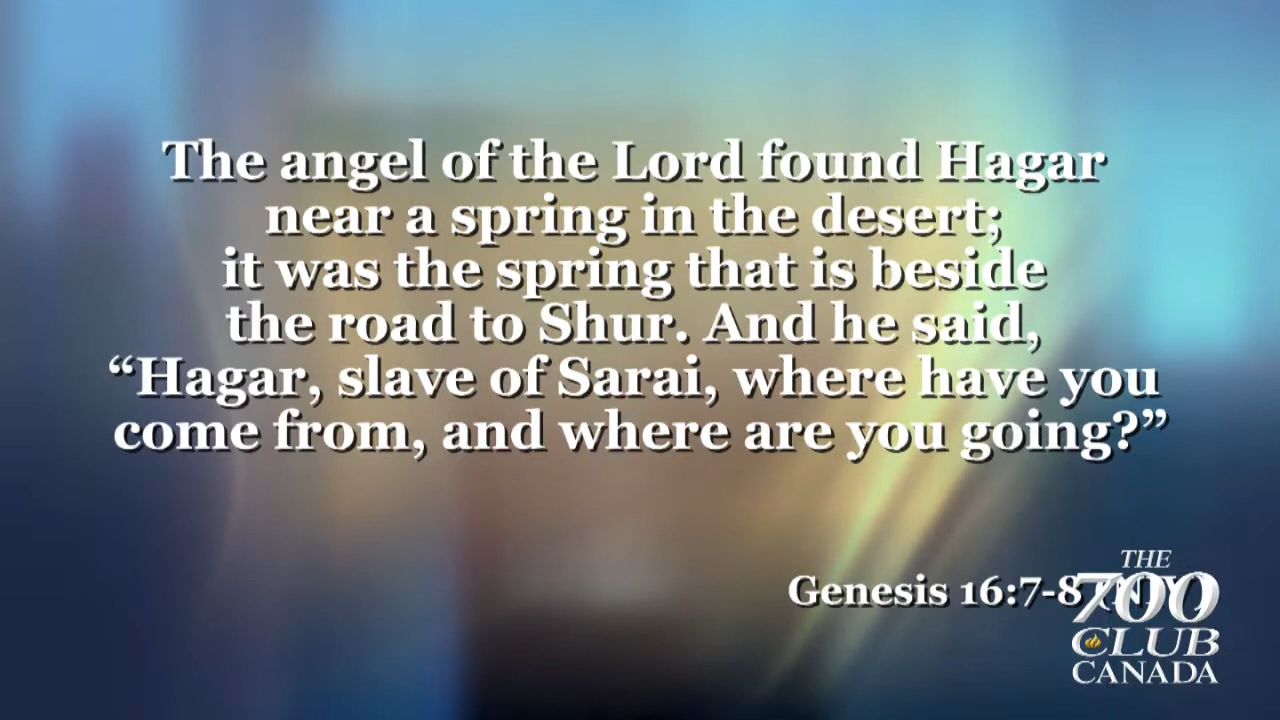 The angel of the Lord found Hagar
near a spring in the desert;
it was the spring that is beside
the road to Shur. And he said,
“Hagar, slave of Sarai, where have you
come from, and where are you going?”
Genesis 16:7-8
THE
700
CLUB
CANADA